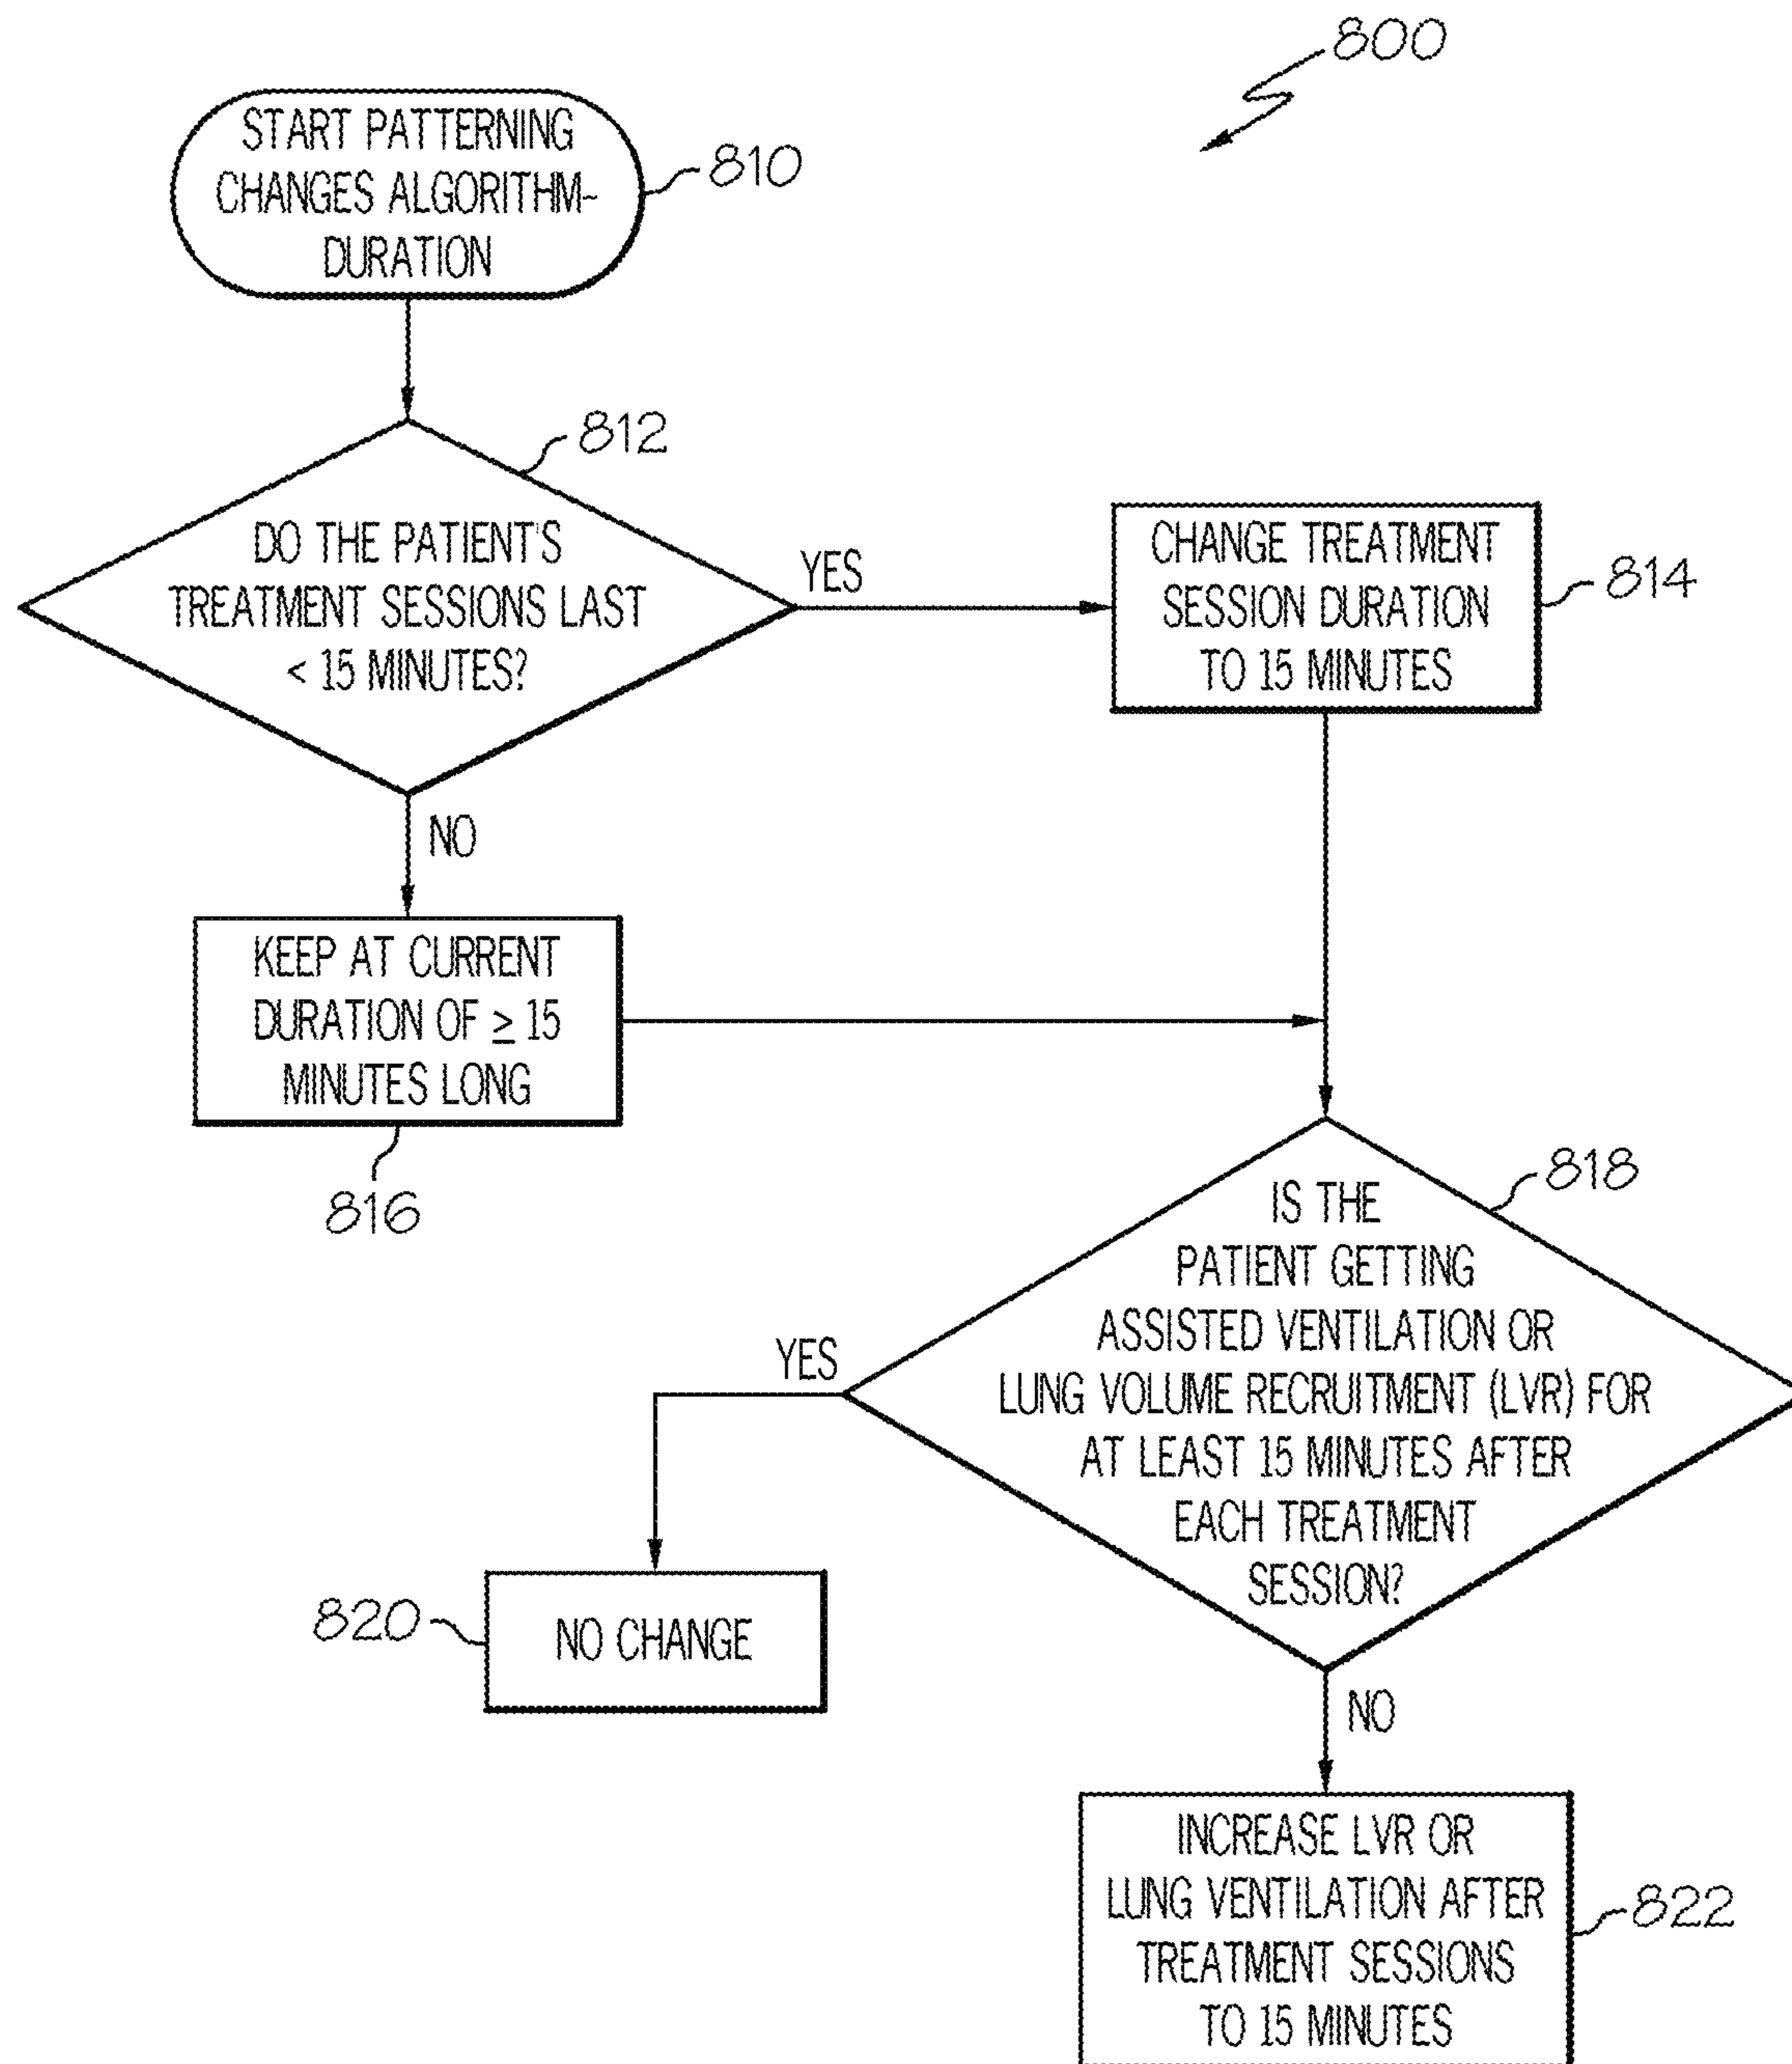 800
START PATTERNING
CHANGES ALGORITHM-
DURATION
810
812
DO THE PATIENT'S
TREATMENT SESSIONS LAST
< 15 MINUTES?
YES
CHANGE TREATMENT
SESSION DURATION
TO 15 MINUTES
814
NO
KEEP AT CURRENT
DURATION OF ≥ 15
MINUTES LONG
816
818
IS THE
PATIENT GETTING
ASSISTED VENTILATION OR
LUNG VOLUME RECRUITMENT (LVR) FOR
AT LEAST 15 MINUTES AFTER
EACH TREATMENT
SESSION?
YES
820
NO CHANGE
NO
INCREASE LVR OR
LUNG VENTILATION AFTER
TREATMENT SESSIONS
TO 15 MINUTES
822